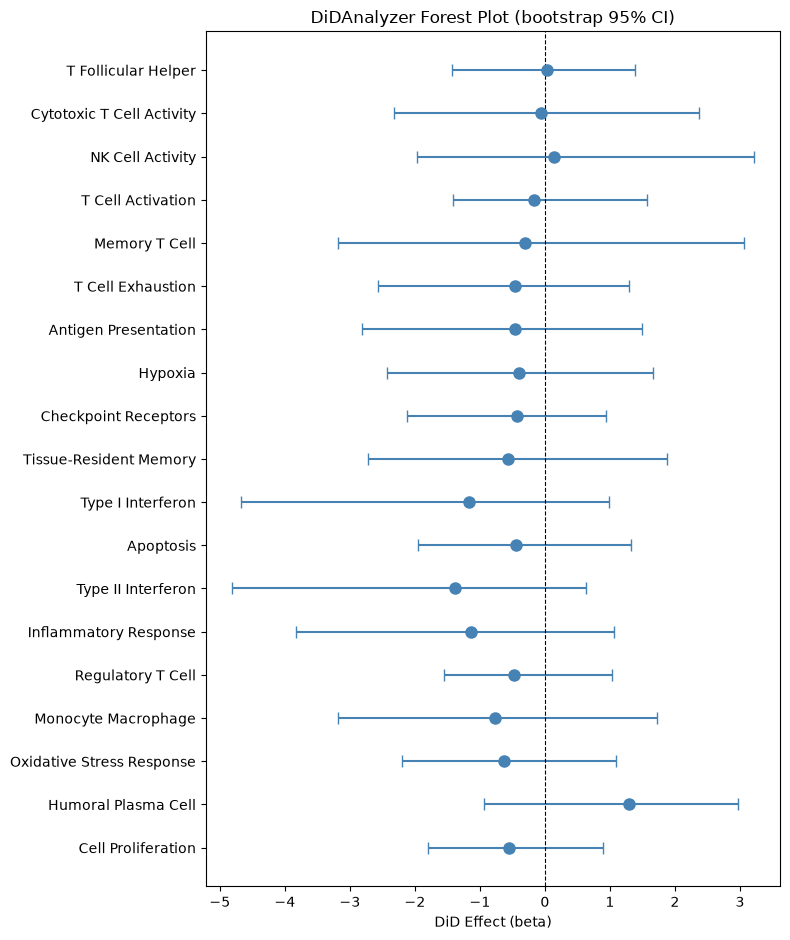 DiDAnalyzer Forest Plot (bootstrap 95% CI)
T Follicular Helper
Cytotoxic T Cell Activity
NK Cell Activity
T Cell Activation
Memory T Cell
T Cell Exhaustion
Antigen Presentation
Hypoxia
Checkpoint Receptors
Tissue-Resident Memory
Type I Interferon
Apoptosis
Type II Interferon
Inflammatory Response
Regulatory T Cell
Monocyte Macrophage
Oxidative Stress Response
Humoral Plasma Cell
Cell Proliferation
−5 −4 −3 −2 −1 0 1 2 3
DiD Effect (beta)